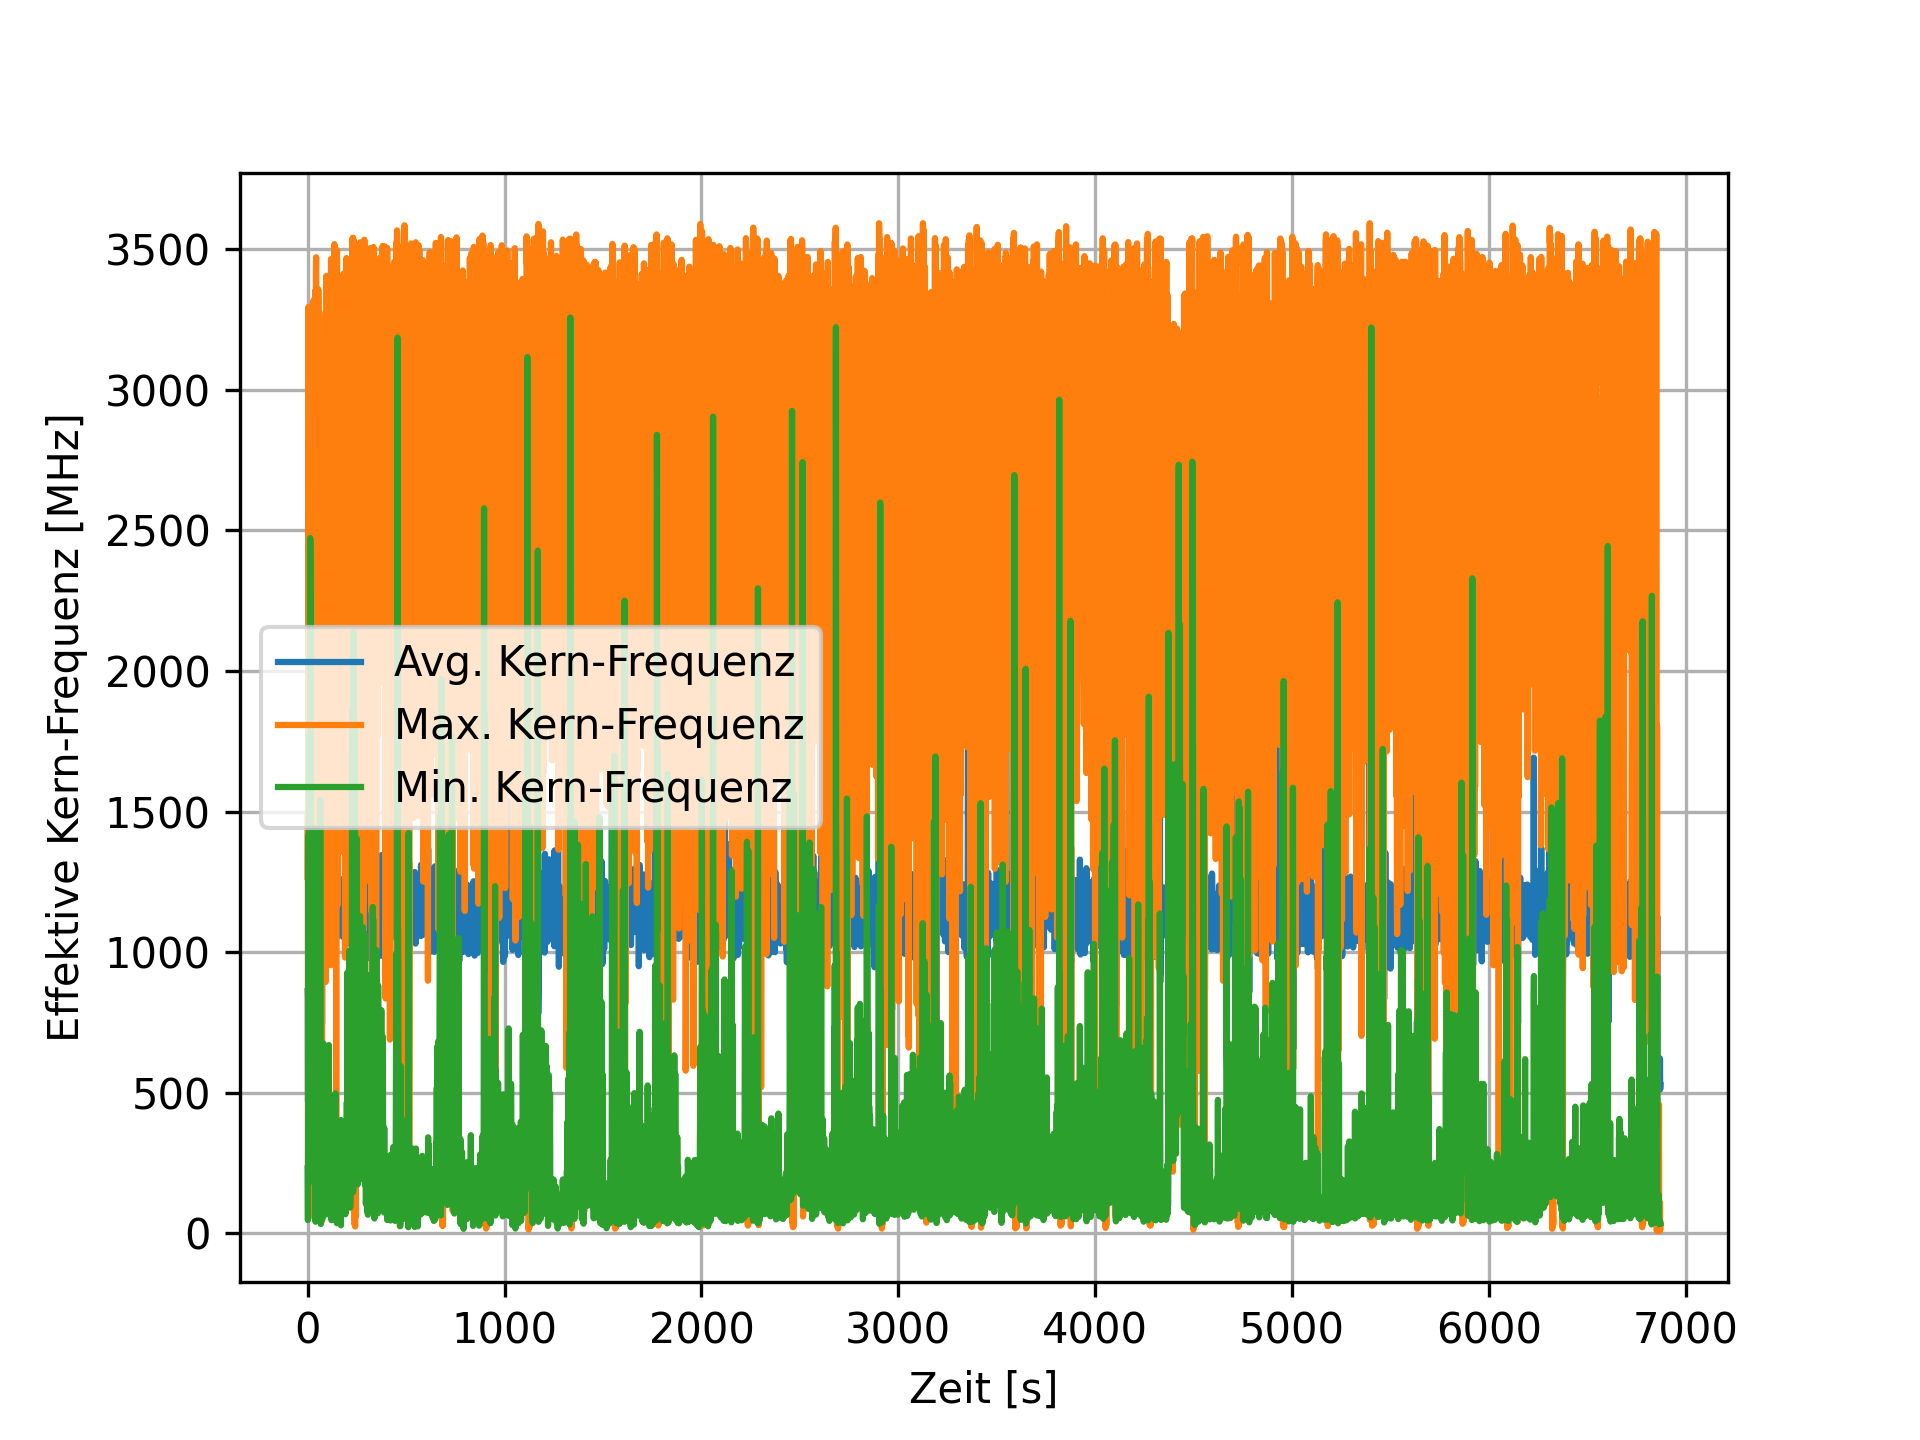 Effektive Kern-Frequenz [MHz]
3500
3000
2500
2000
1500
1000
500
0
Avg. Kern-Frequenz
Max. Kern-Frequenz
Min. Kern-Frequenz
0 1000 2000 3000 4000 5000 6000 7000
Zeit [s]